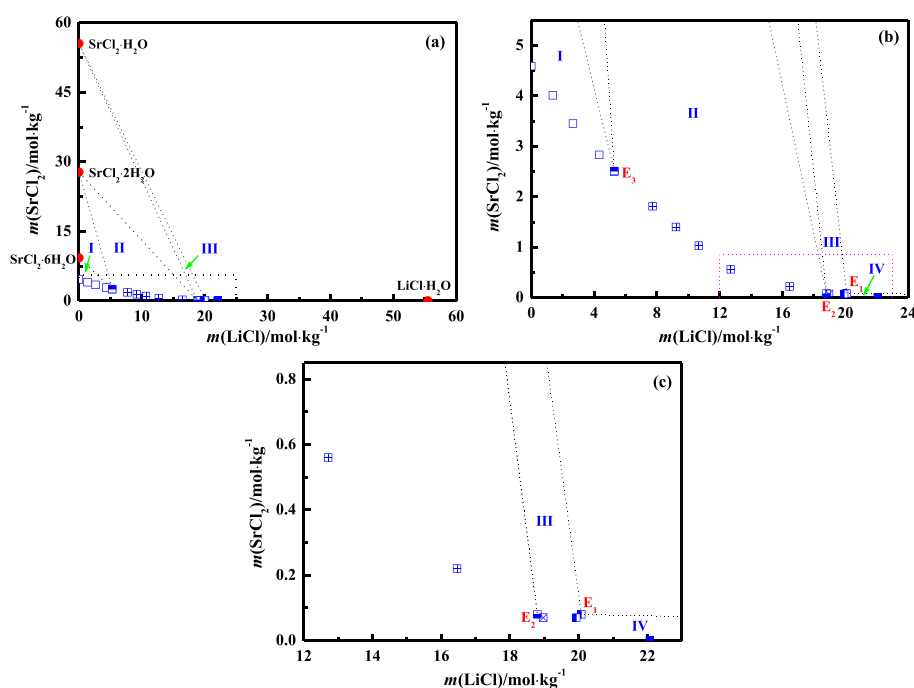 (a)
60
45
30
15
0
m(SrCl₂)/mol·kg⁻¹
SrCl₂·H₂O
SrCl₂·2H₂O
SrCl₂·6H₂O
I
II
III
LiCl·H₂O
0 10 20 30 40 50 60
m(LiCl)/mol·kg⁻¹
(b)
5
4
3
2
1
0
m(SrCl₂)/mol·kg⁻¹
I
II
E₃
III
E₁
IV
E₂
0 4 8 12 16 20 24
m(LiCl)/mol·kg⁻¹
(c)
0.8
0.6
0.4
0.2
0.0
m(SrCl₂)/mol·kg⁻¹
III
E₂
E₁
IV
12 14 16 18 20 22
m(LiCl)/mol·kg⁻¹